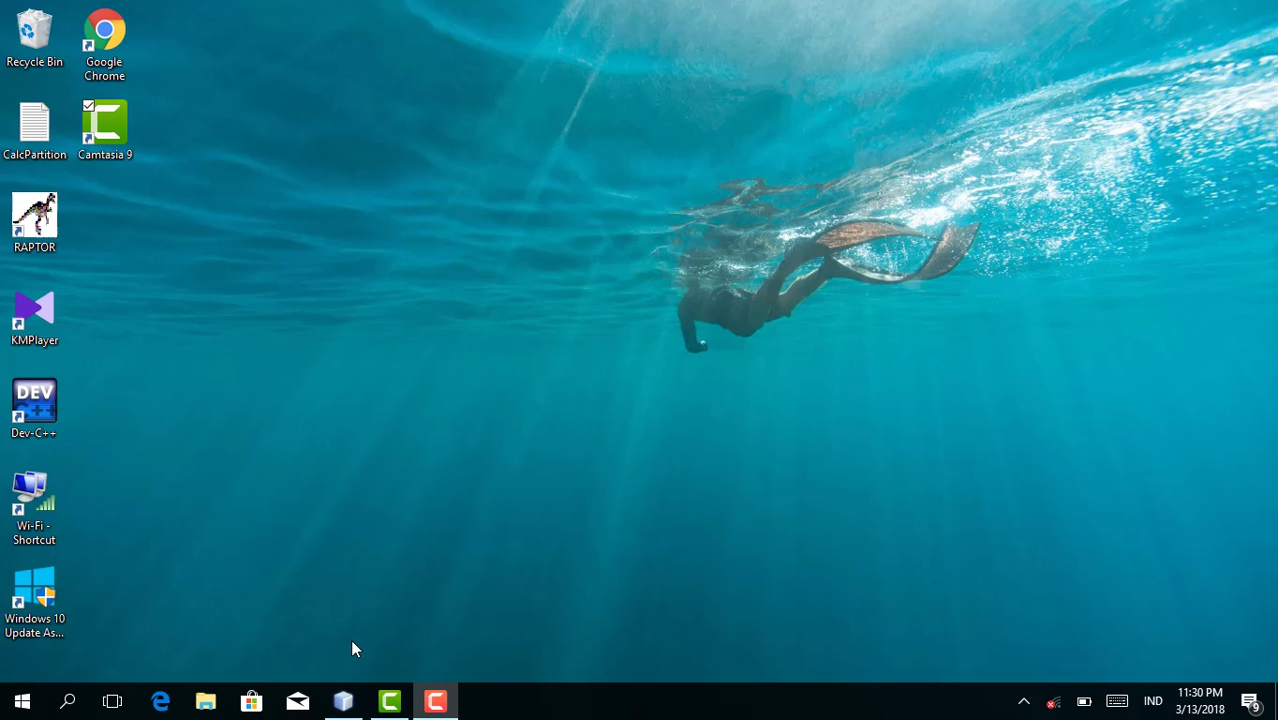 Recycle Bin
Google
Chrome
CalcPartition
Camtasia 9
RAPTOR
KMPlayer
DEV
C++
Dev-C++
Wi-Fi -
Shortcut
Windows 10
Update As...
IND
11:30 PM
3/13/2018
9